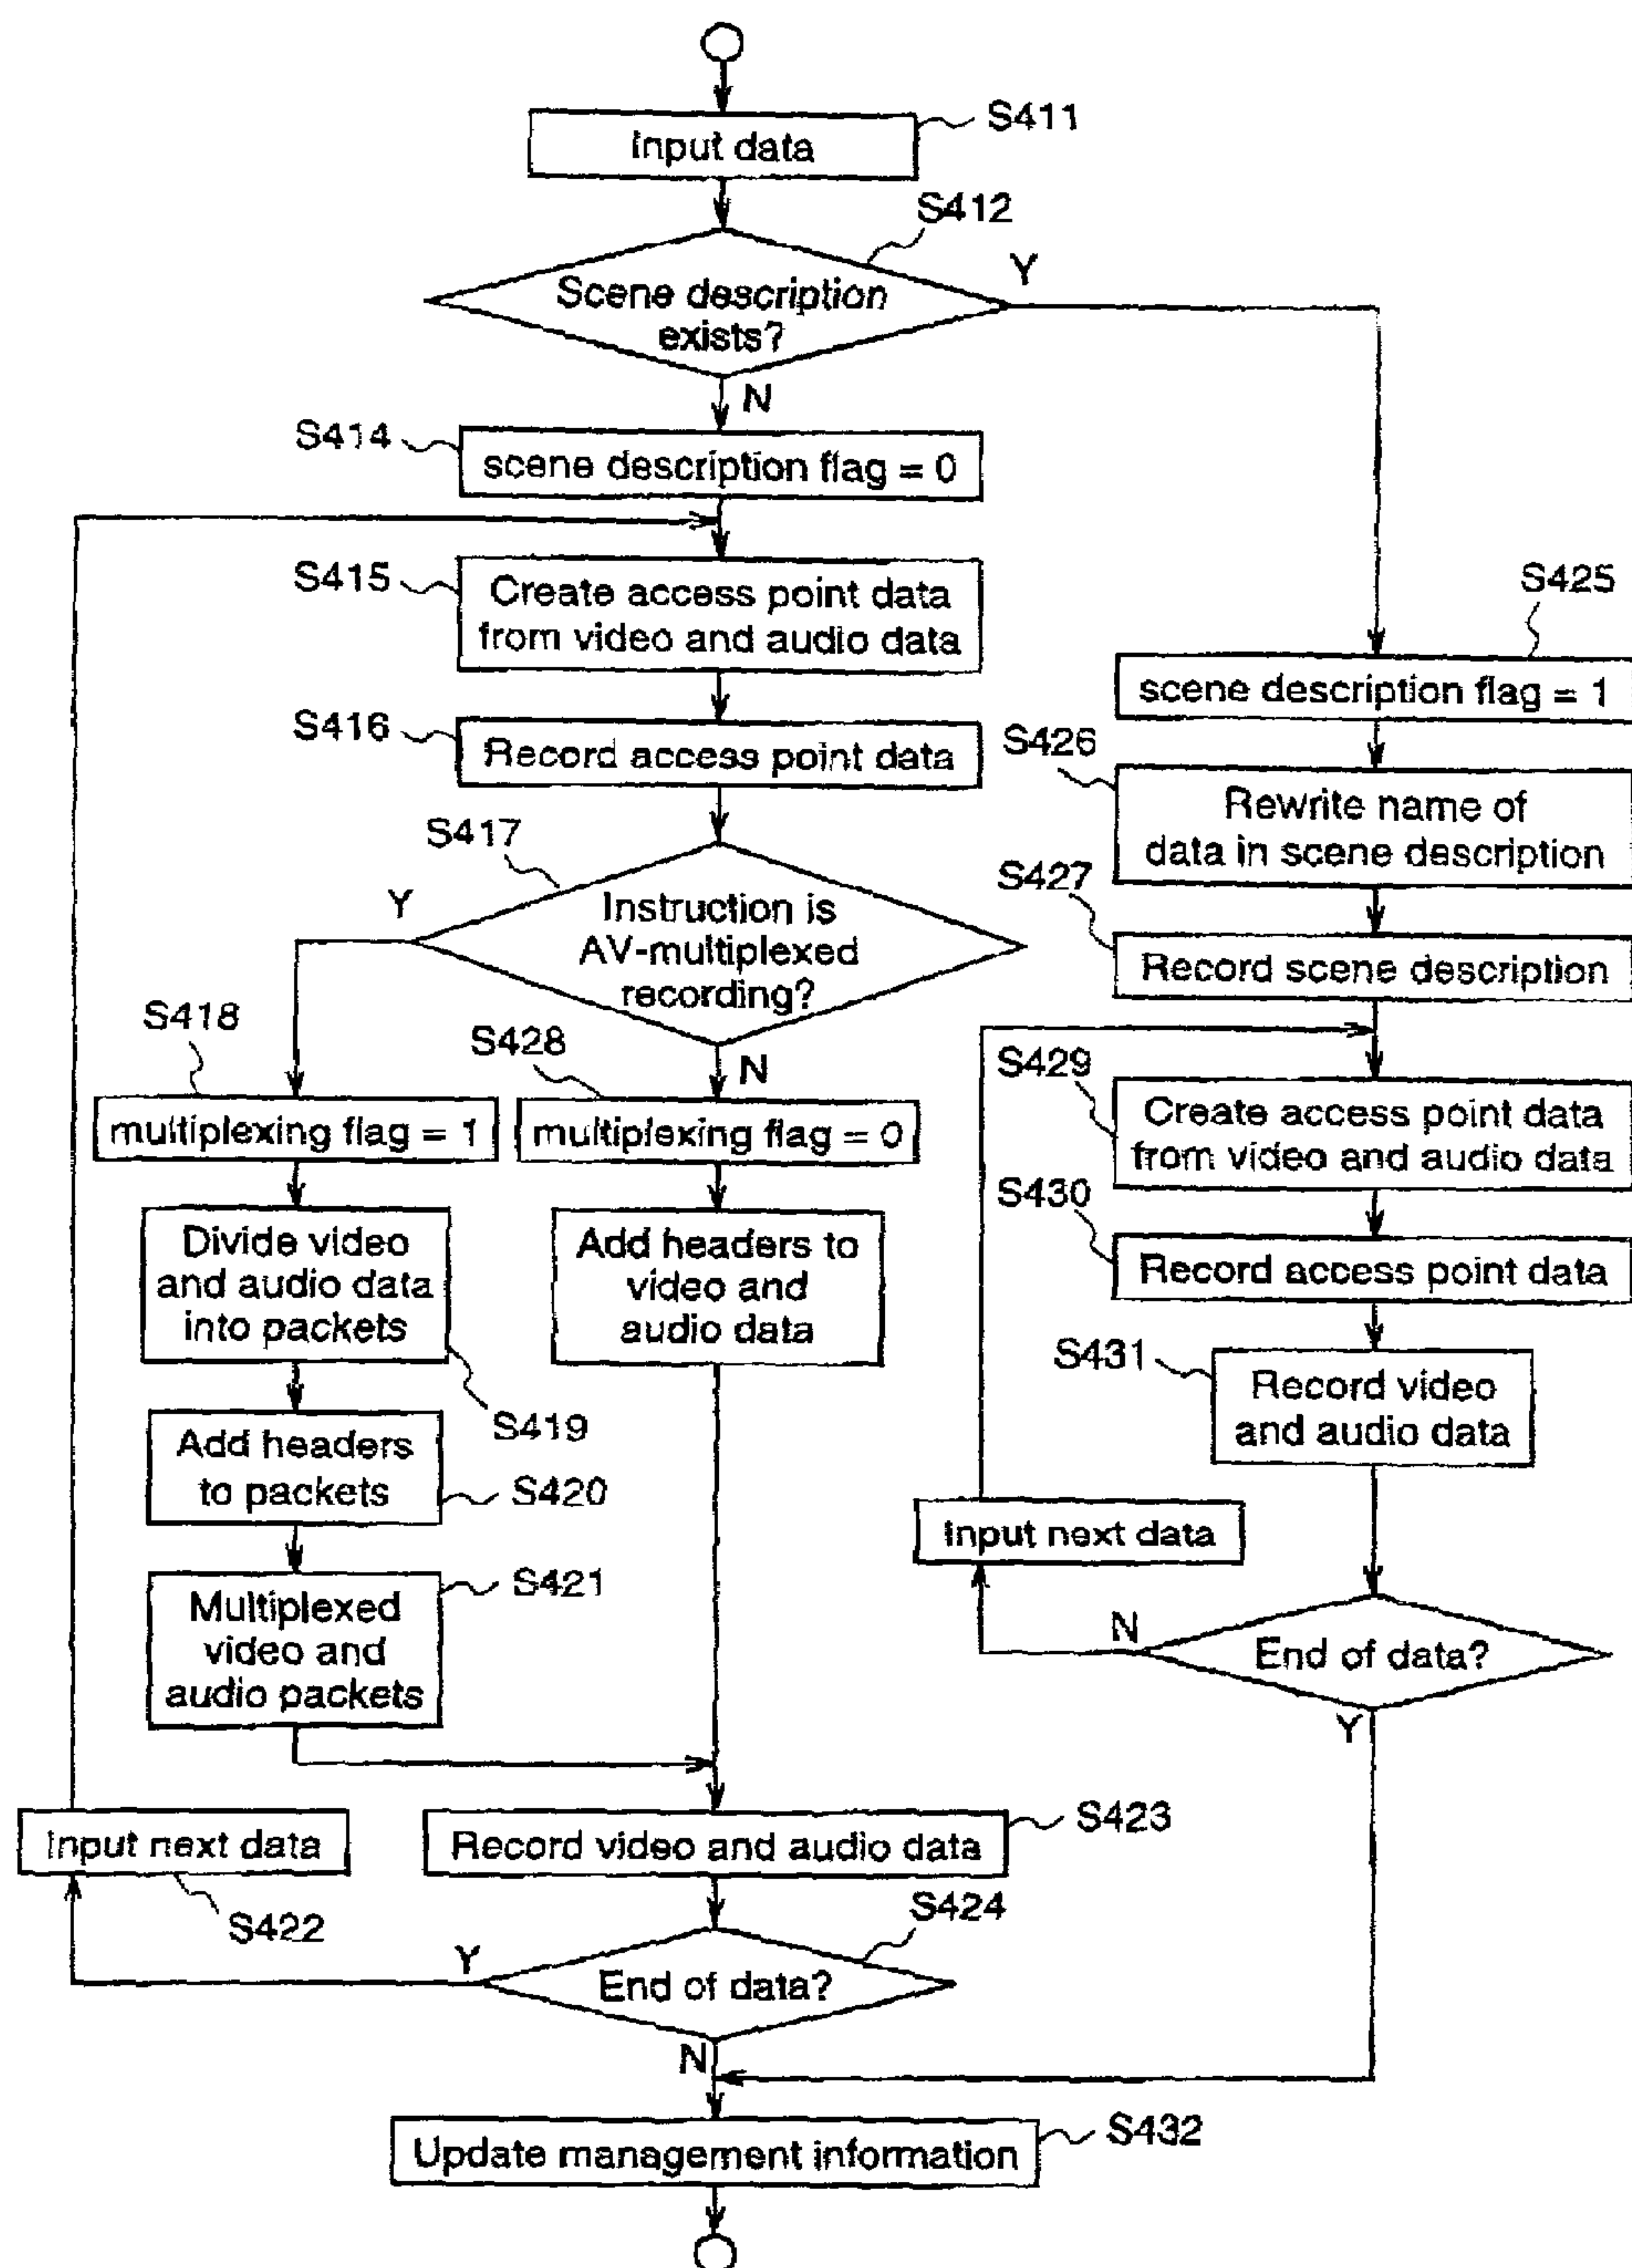 S411
Input data
S412
Y
Scene description
exists?
N
S414
scene description flag = 0
S415
Create access point data
from video and audio data
S416
Record access point data
S417
Y
Instruction is
AV-multiplexed
recording?
S418
S428
N
multiplexing flag = 1
multiplexing flag = 0
Divide video
and audio data
into packets
Add headers to
video and
audio data
S419
Add headers
to packets
S420
S421
Multiplexed
video and
audio packets
Input next data
S422
Record video and audio data
S423
S424
Y
End of data?
N
S425
scene description flag = 1
S426
Rewrite name of
data in scene description
S427
Record scene description
S429
Create access point data
from video and audio data
S430
Record access point data
S431
Record video
and audio data
Input next data
N
End of data?
Y
Update management information
S432